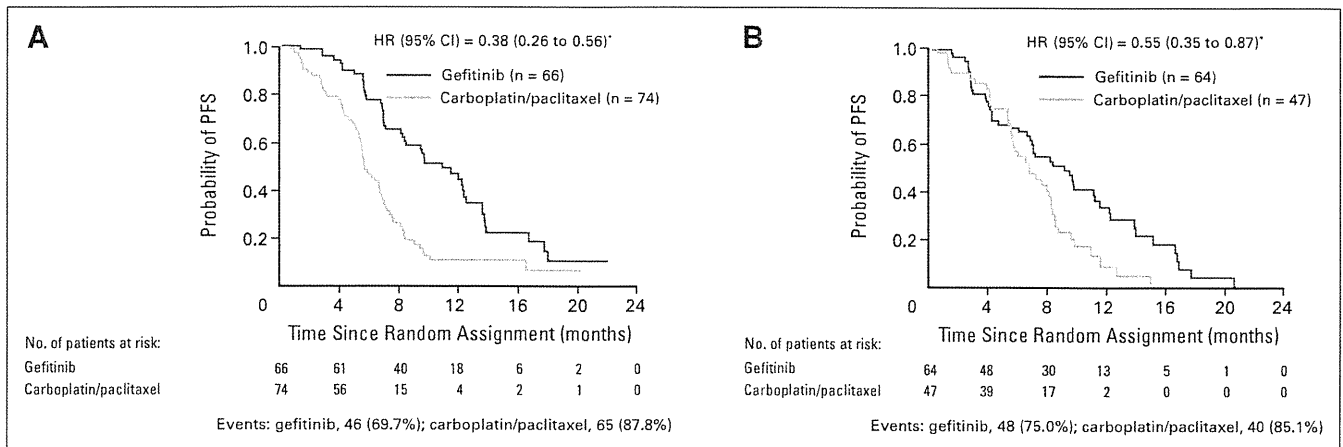 A
HR (95% CI) = 0.38 (0.26 to 0.56)*
Gefitinib (n = 66)
Carboplatin/paclitaxel (n = 74)
Probability of PFS
1.0
0.8
0.6
0.4
0.2
0 4 8 12 16 20 24
Time Since Random Assignment (months)
No. of patients at risk:
Gefitinib 66 61 40 18 6 2 0
Carboplatin/paclitaxel 74 56 15 4 2 1 0
Events: gefitinib, 46 (69.7%); carboplatin/paclitaxel, 65 (87.8%)
B
HR (95% CI) = 0.55 (0.35 to 0.87)*
Gefitinib (n = 64)
Carboplatin/paclitaxel (n = 47)
Probability of PFS
1.0
0.8
0.6
0.4
0.2
0 4 8 12 16 20 24
Time Since Random Assignment (months)
No. of patients at risk:
Gefitinib 64 48 30 13 5 1 0
Carboplatin/paclitaxel 47 39 17 2 0 0 0
Events: gefitinib, 48 (75.0%); carboplatin/paclitaxel, 40 (85.1%)